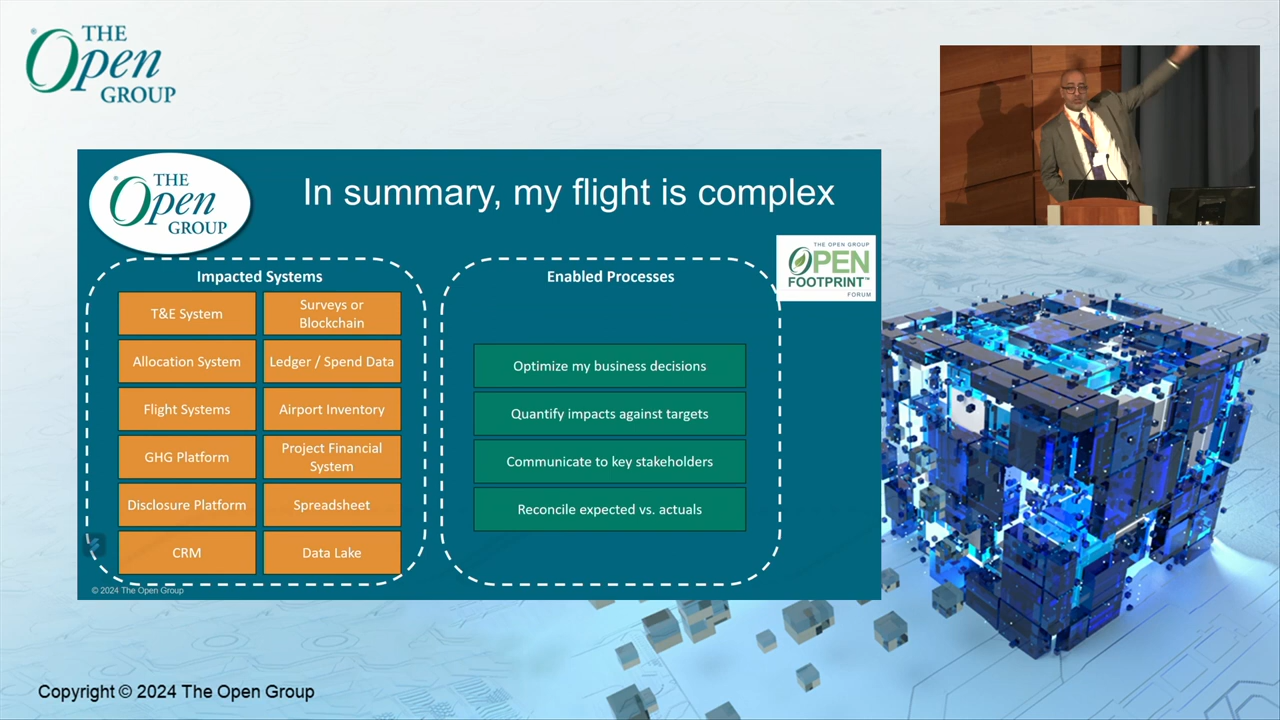 THE
Open
GROUP
THE
Open
GROUP
In summary, my flight is complex
THE OPEN GROUP
OPEN
FOOTPRINT™
FORUM
Impacted Systems
T&E System
Surveys or
Blockchain
Allocation System
Ledger / Spend Data
Flight Systems
Airport Inventory
GHG Platform
Project Financial
System
Disclosure Platform
Spreadsheet
CRM
Data Lake
Enabled Processes
Optimize my business decisions
Quantify impacts against targets
Communicate to key stakeholders
Reconcile expected vs. actuals
© 2024 The Open Group
Copyright © 2024 The Open Group